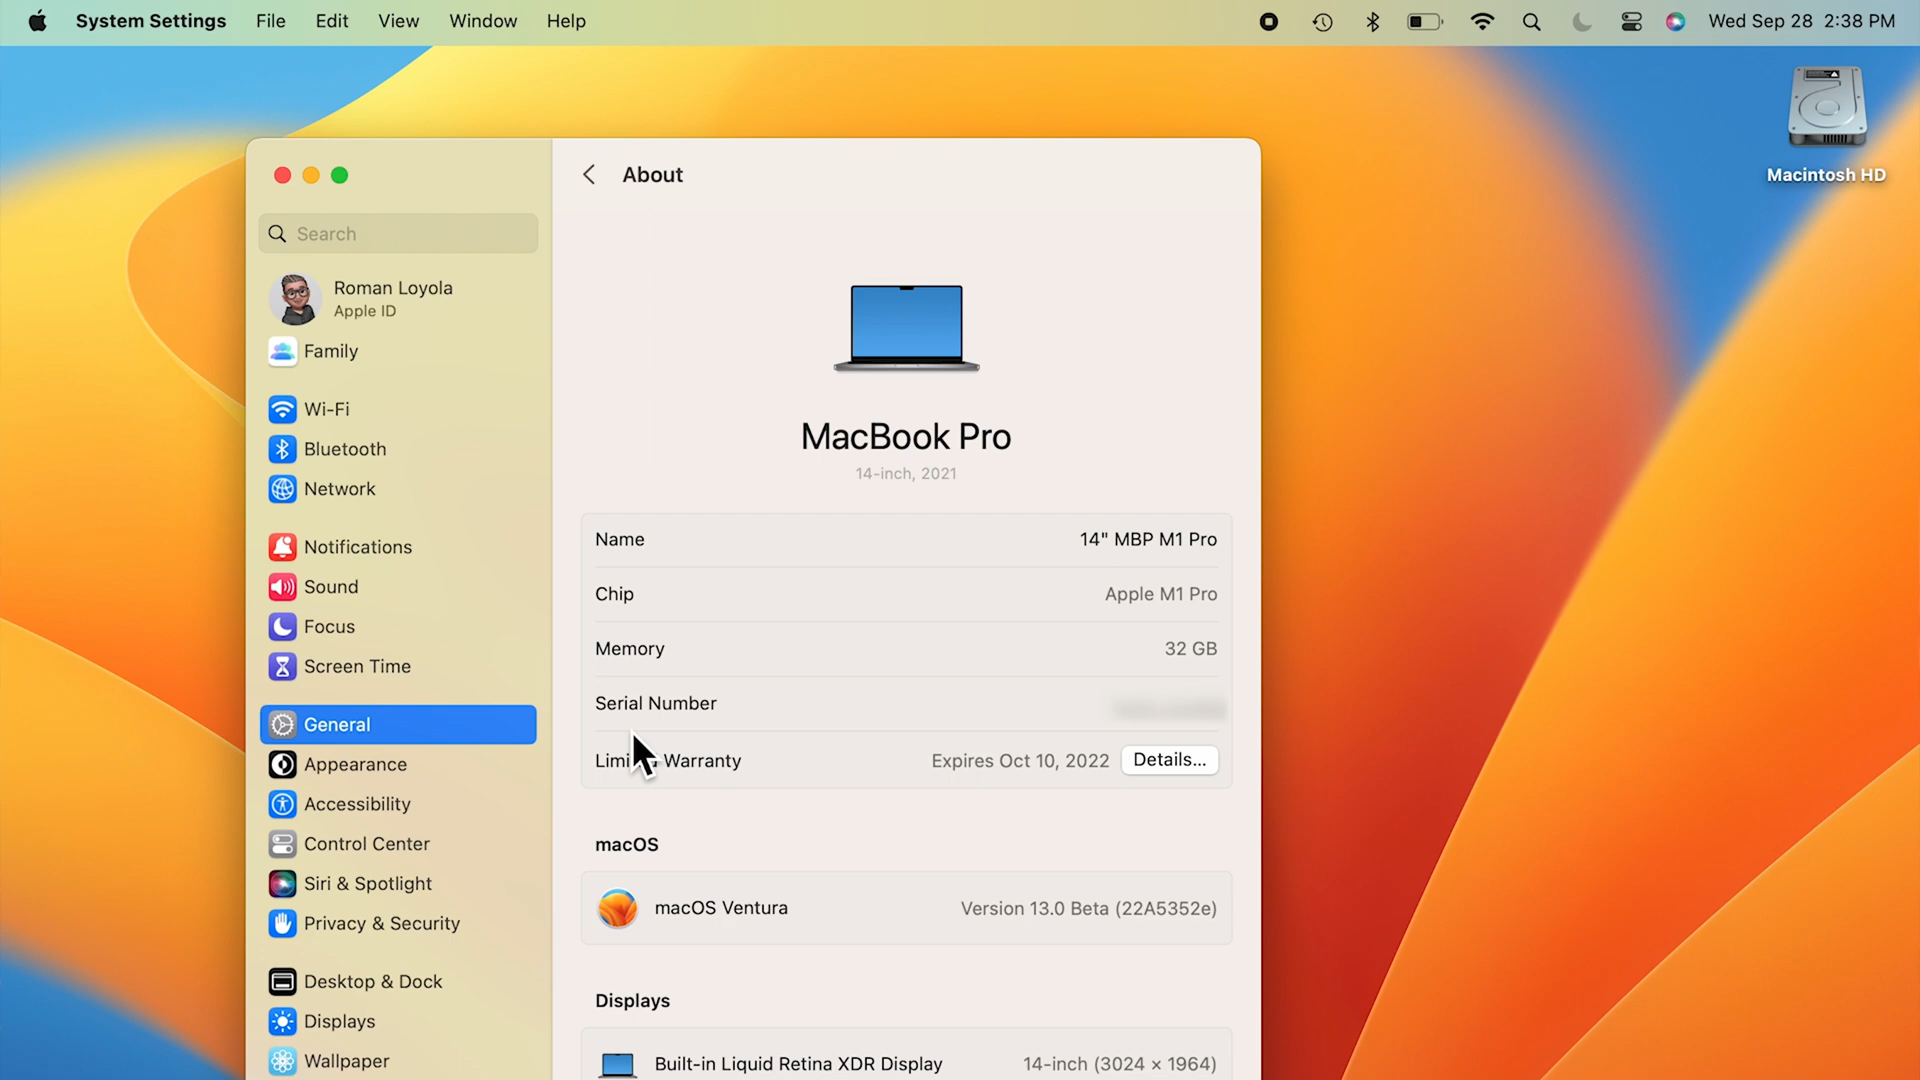 System Settings File Edit View Window Help Wed Sep 28 2:38 PM
Macintosh HD
Search
Roman Loyola
Apple ID
Family
Wi-Fi
Bluetooth
Network
Notifications
Sound
Focus
Screen Time
General
Appearance
Accessibility
Control Center
Siri & Spotlight
Privacy & Security
Desktop & Dock
Displays
Wallpaper
About
MacBook Pro
14-inch, 2021
Name 14" MBP M1 Pro
Chip Apple M1 Pro
Memory 32 GB
Serial Number
Warranty Expires Oct 10, 2022 Details...
macOS
macOS Ventura Version 13.0 Beta (22A5352e)
Displays
Built-in Liquid Retina XDR Display 14-inch (3024 × 1964)